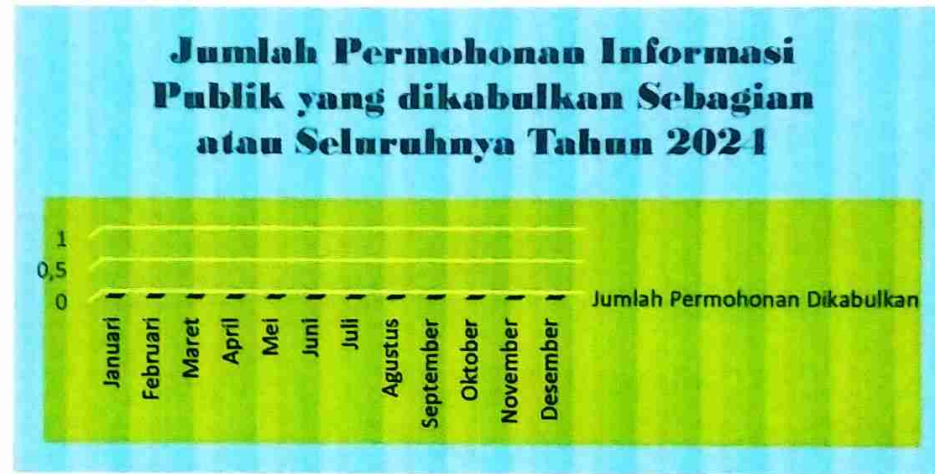 Jumlah Permohonan Informasi
Publik yang dikabulkan Sebagian
atau Seluruhnya Tahun 2024
1
0,5
0
Januari
Februari
Maret
April
Mei
Juni
Juli
Agustus
September
Oktober
November
Desember
Jumlah Permohonan Dikabulkan